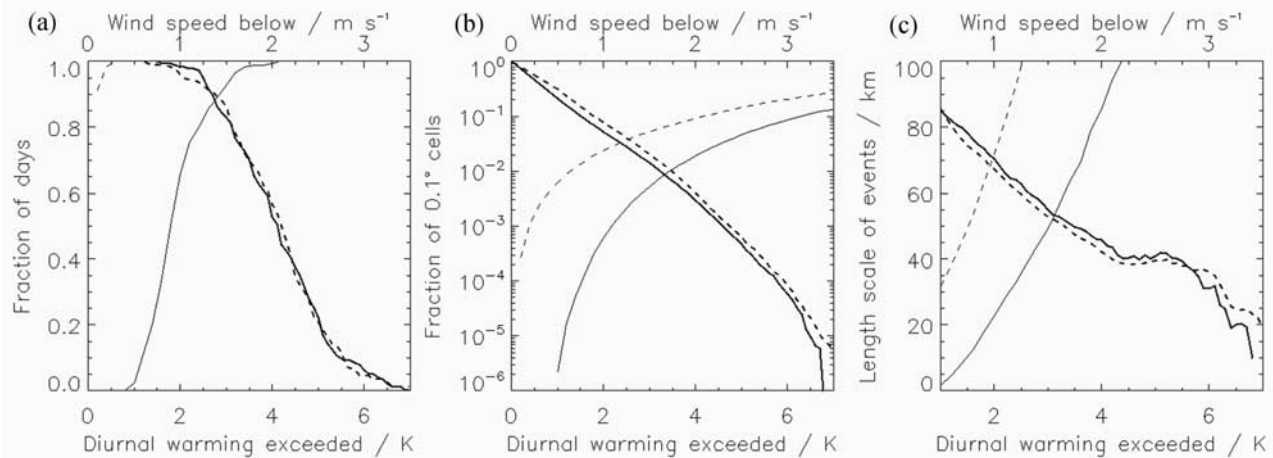 (a) Wind speed below / m s⁻¹ (b) Wind speed below / m s⁻¹ (c) Wind speed below / m s⁻¹
0 1 2 3 0 1 2 3 1 2 3
1.0
0.8
0.6
0.4
0.2
0.0
Fraction of days
0 2 4 6
Diurnal warming exceeded / K
10⁰
10⁻¹
10⁻²
10⁻³
10⁻⁴
10⁻⁵
10⁻⁶
Fraction of 0.1° cells
0 2 4 6
Diurnal warming exceeded / K
100
80
60
40
20
0
Length scale of events / km
2 4 6
Diurnal warming exceeded / K